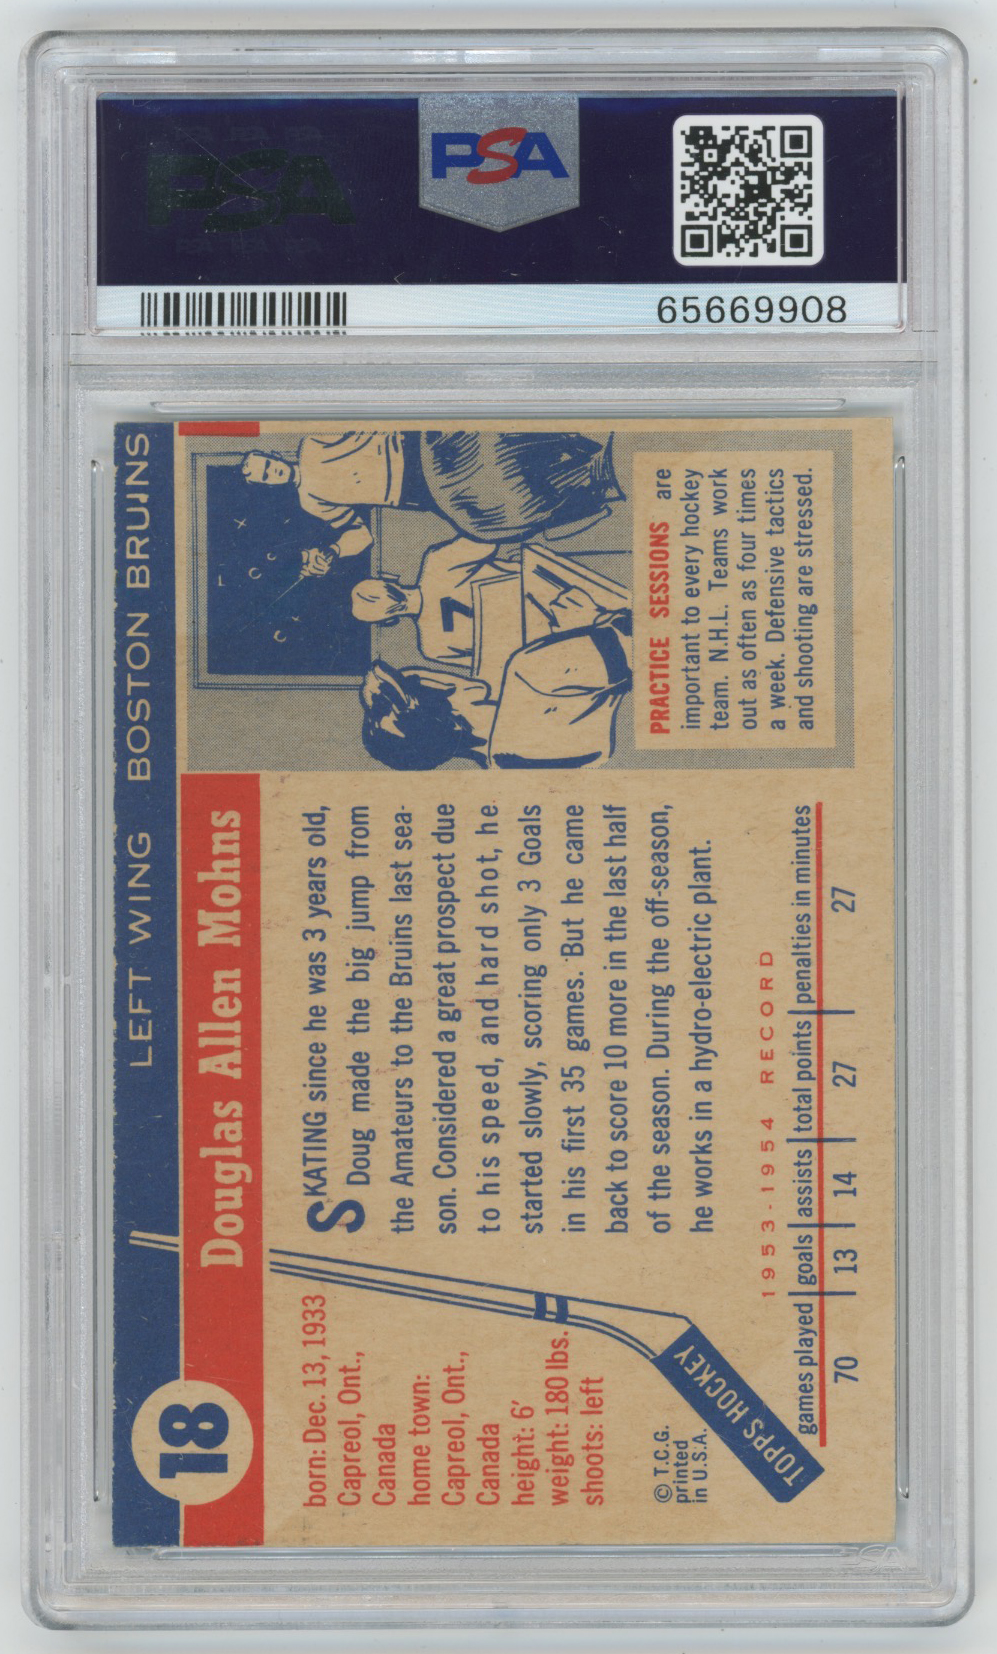 PSA
PSA
65669908
18
LEFT WING BOSTON BRUINS
Douglas Allen Mohns
born: Dec. 13, 1933
Capreol, Ont.,
Canada
home town:
Capreol, Ont.,
Canada
height: 6'
weight: 180 lbs.
shoots: left
© T.C.G.
printed
in U.S.A.
TOPPS HOCKEY
SKATING since he was 3 years old,
Doug made the big jump from
the Amateurs to the Bruins last sea-
son. Considered a great prospect due
to his speed, and hard shot, he
started slowly, scoring only 3 Goals
in his first 35 games. But he came
back to score 10 more in the last half
of the season. During the off-season,
he works in a hydro-electric plant.
1953-1954 RECORD
games played goals assists total points penalties in minutes
70 13 14 27 27
7
PRACTICE SESSIONS are
important to every hockey
team. N.H.L. Teams work
out as often as four times
a week. Defensive tactics
and shooting are stressed.
PSA